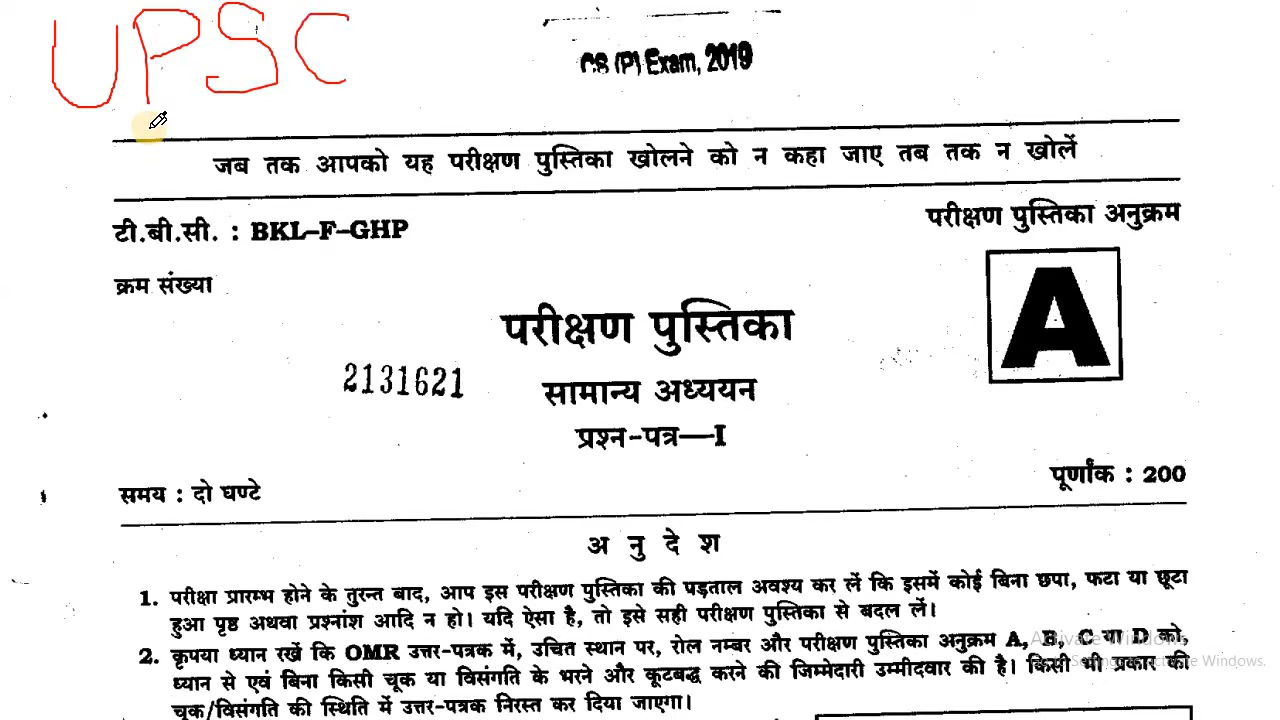 UPSC
CS (P) Exam, 2019
जब तक आपको यह परीक्षण पुस्तिका खोलने को न कहा जाए तब तक न खोलें
टी.बी.सी. : BKL-F-GHP
परीक्षण पुस्तिका अनुक्रम
क्रम संख्या
A
परीक्षण पुस्तिका
2131621
सामान्य अध्ययन
प्रश्न-पत्र—I
पूर्णांक : 200
समय : दो घण्टे
अ नु दे श
1. परीक्षा प्रारम्भ होने के तुरन्त बाद, आप इस परीक्षण पुस्तिका की पड़ताल अवश्य कर लें कि इसमें कोई बिना छपा, फटा या छूटा
हुआ पृष्ठ अथवा प्रश्नांश आदि न हो। यदि ऐसा है, तो इसे सही परीक्षण पुस्तिका से बदल लें।
2. कृपया ध्यान रखें कि OMR उत्तर-पत्रक में, उचित स्थान पर, रोल नम्बर और परीक्षण पुस्तिका अनुक्रम A, B, C या D को,
ध्यान से एवं बिना किसी चूक या विसंगति के भरने और कूटबद्ध करने की जिम्मेदारी उम्मीदवार की है। किसी भी प्रकार की
चूक/विसंगति की स्थिति में उत्तर-पत्रक निरस्त कर दिया जाएगा।